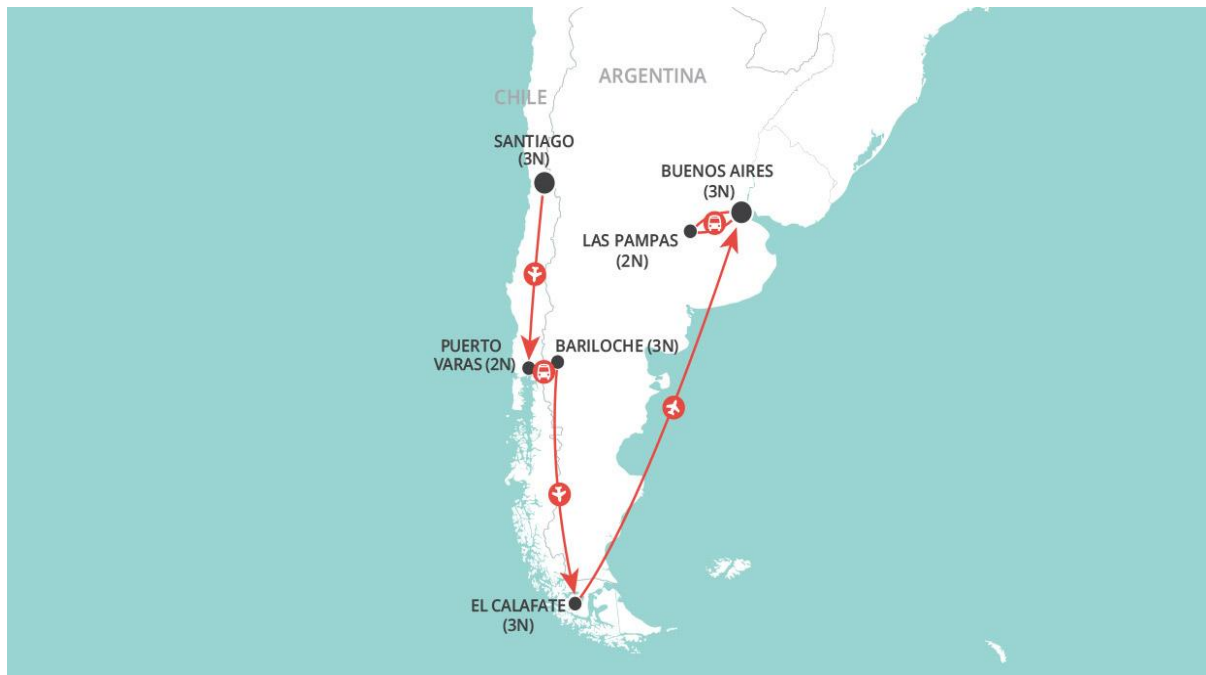 ARGENTINA
CHILE
SANTIAGO
(3N)
BUENOS AIRES
(3N)
LAS PAMPAS
(2N)
PUERTO
VARAS (2N)
BARILOCHE (3N)
EL CALAFATE
(3N)